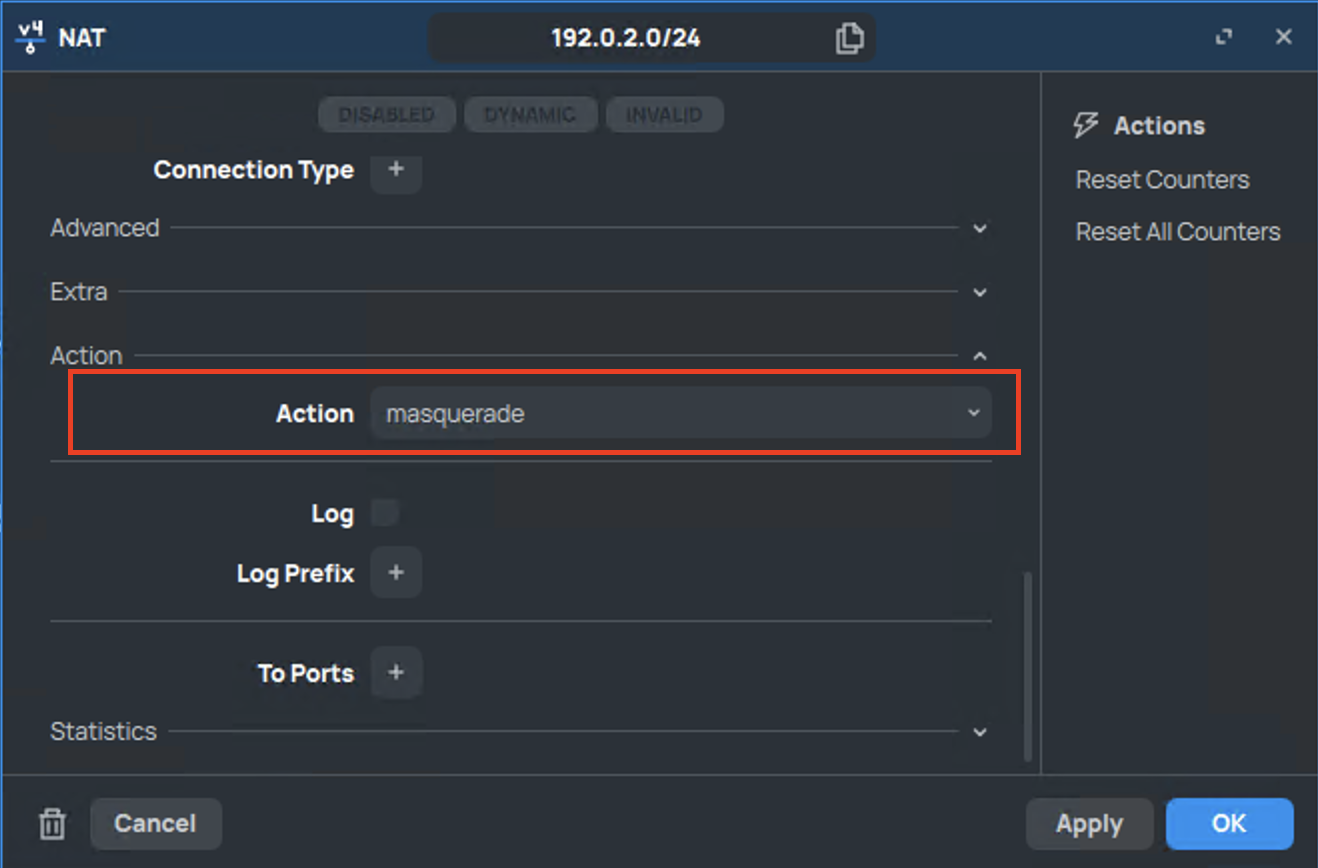 v4 NAT 192.0.2.0/24
DISABLED DYNAMIC INVALID
Connection Type +
Advanced
Extra
Action
Action masquerade
Log
Log Prefix +
To Ports +
Statistics
Cancel Apply OK
Actions
Reset Counters
Reset All Counters